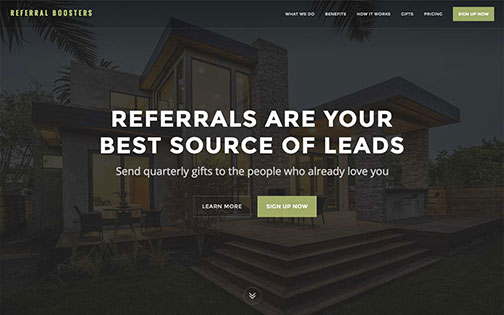 REFERRAL BOOSTERS
WHAT WE DO BENEFITS HOW IT WORKS GIFTS PRICING SIGN UP NOW
REFERRALS ARE YOUR
BEST SOURCE OF LEADS
Send quarterly gifts to the people who already love you
LEARN MORE SIGN UP NOW